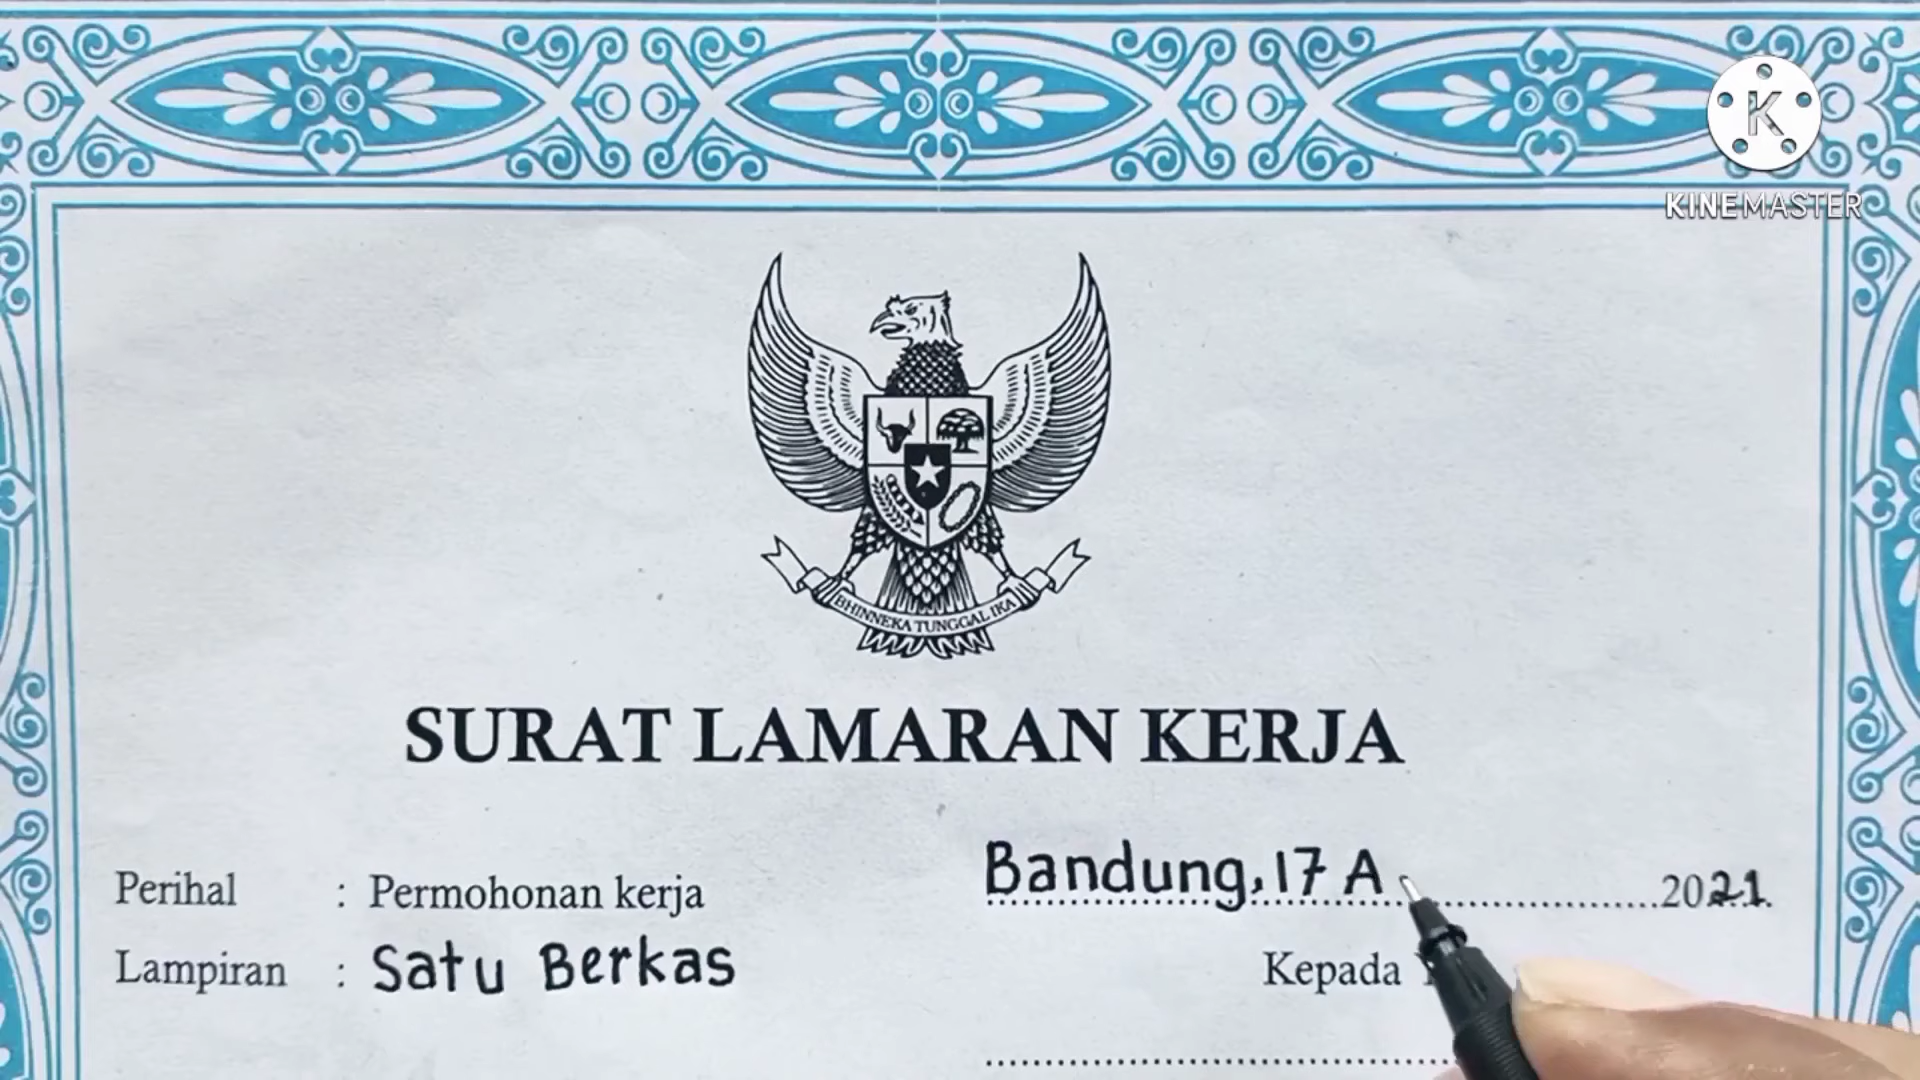 K
KINEMASTER
BHINNEKA TUNGGAL IKA
SURAT LAMARAN KERJA
Bandung, 17 A 2021
Perihal : Permohonan kerja
Lampiran : Satu Berkas
Kepada